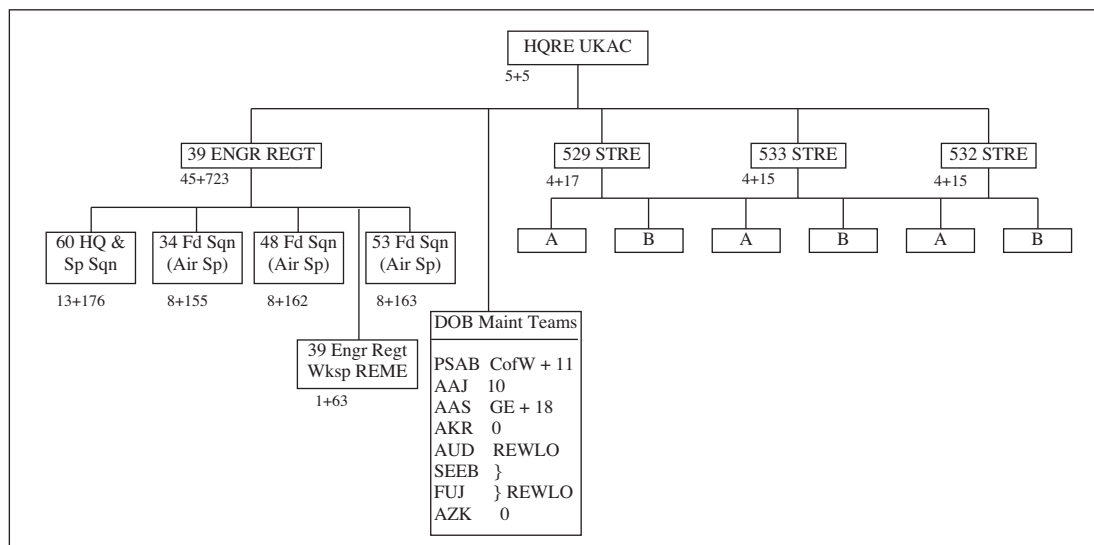 HQRE UKAC
5+5
39 ENGR REGT
45+723
529 STRE
4+17
533 STRE
4+15
532 STRE
4+15
60 HQ &
Sp Sqn
13+176
34 Fd Sqn
(Air Sp)
8+155
48 Fd Sqn
(Air Sp)
8+162
53 Fd Sqn
(Air Sp)
8+163
A
B
A
B
A
B
39 Engr Regt
Wksp REME
1+63
DOB Maint Teams
PSAB CofW + 11
AAJ 10
AAS GE + 18
AKR 0
AUD REWLO
SEEB }
FUJ } REWLO
AZK 0